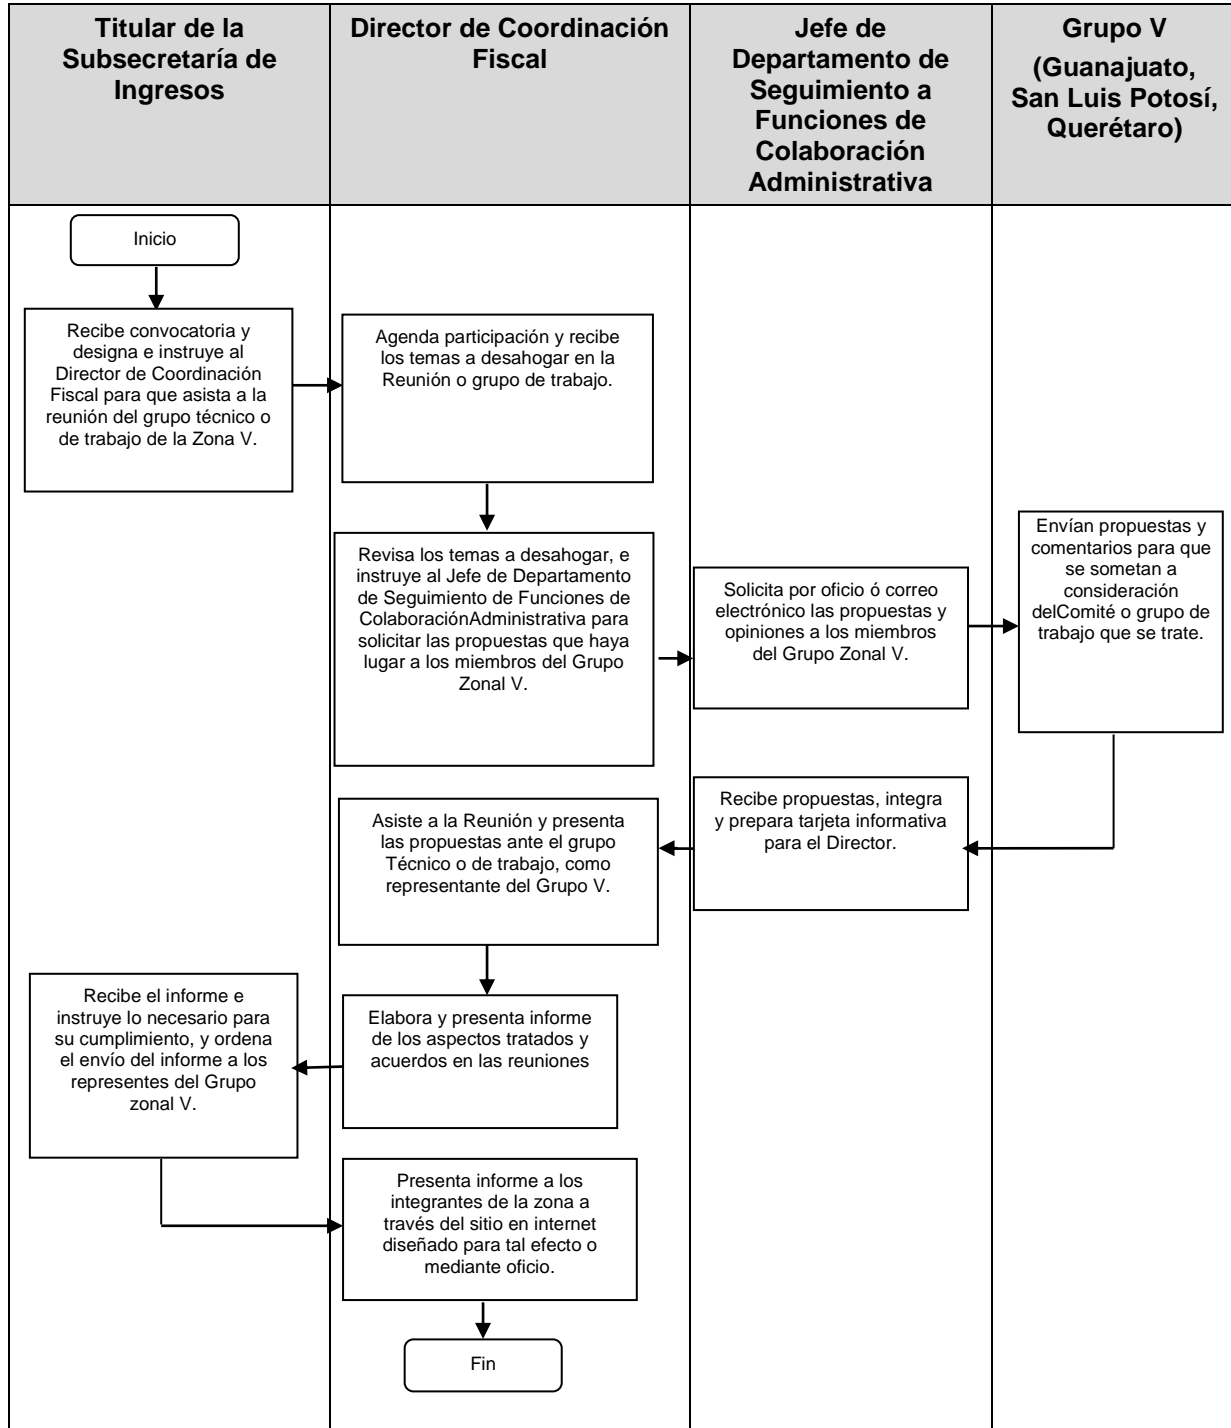 Titular de la
Subsecretaría de
Ingresos
Director de Coordinación
Fiscal
Jefe de
Departamento de
Seguimiento a
Funciones de
Colaboración
Administrativa
Grupo V
(Guanajuato,
San Luis Potosí,
Querétaro)
Inicio
Recibe convocatoria y
designa e instruye al
Director de Coordinación
Fiscal para que asista a la
reunión del grupo técnico o
de trabajo de la Zona V.
Agenda participación y recibe
los temas a desahogar en la
Reunión o grupo de trabajo.
Revisa los temas a desahogar, e
instruye al Jefe de Departamento
de Seguimiento de Funciones de
ColaboraciónAdministrativa para
solicitar las propuestas que haya
lugar a los miembros del Grupo
Zonal V.
Solicita por oficio ó correo
electrónico las propuestas y
opiniones a los miembros
del Grupo Zonal V.
Envían propuestas y
comentarios para que
se sometan a
consideración
delComité o grupo de
trabajo que se trate.
Recibe propuestas, integra
y prepara tarjeta informativa
para el Director.
Asiste a la Reunión y presenta
las propuestas ante el grupo
Técnico o de trabajo, como
representante del Grupo V.
Elabora y presenta informe
de los aspectos tratados y
acuerdos en las reuniones
Recibe el informe e
instruye lo necesario para
su cumplimiento, y ordena
el envío del informe a los
representes del Grupo
zonal V.
Presenta informe a los
integrantes de la zona a
través del sitio en internet
diseñado para tal efecto o
mediante oficio.
Fin